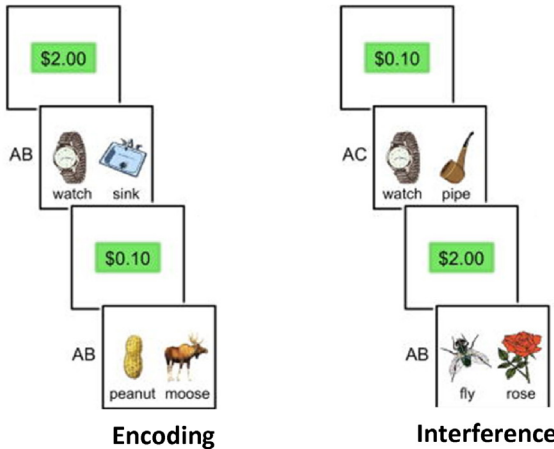 $2.00
AB
watch sink
$0.10
AB
peanut moose
Encoding
$0.10
AC
watch pipe
$2.00
AB
fly rose
Interference